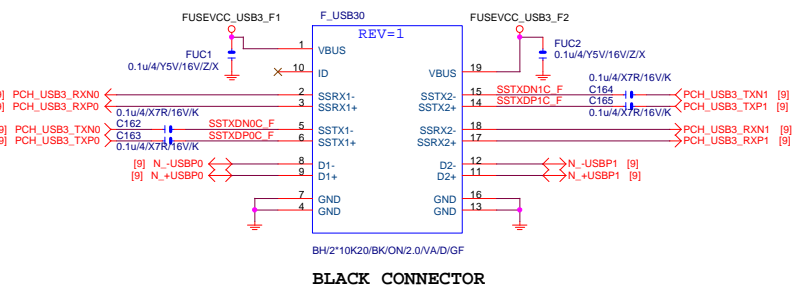 FUSEVCC_USB3_F1 F_USB30 FUSEVCC_USB3_F2
REV=1
FUC1
0.1u/4/Y5V/16V/Z/X
1 VBUS
10 ID
FUC2
0.1u/4/Y5V/16V/Z/X
VBUS 19
0.1u/4/X7R/16V/K
9] PCH_USB3_RXN0 2 SSRX1- SSTX2- 15 SSTXDN1C_F C164 PCH_USB3_TXN1 [9]
9] PCH_USB3_RXP0 3 SSRX1+ SSTX2+ 14 SSTXDP1C_F C165 PCH_USB3_TXP1 [9]
0.1u/4/X7R/16V/K 0.1u/4/X7R/16V/K
9] PCH_USB3_TXN0 C162 SSTXDN0C_F 5 SSTX1- SSRX2- 18 PCH_USB3_RXN1 [9]
9] PCH_USB3_TXP0 C163 SSTXDP0C_F 6 SSTX1+ SSRX2+ 17 PCH_USB3_RXP1 [9]
0.1u/4/X7R/16V/K
[9] N_-USBP0 8 D1- D2- 12 N_-USBP1 [9]
[9] N_+USBP0 9 D1+ D2+ 11 N_+USBP1 [9]
7 GND GND 16
4 GND GND 13
BH/2*10K20/BK/ON/2.0/VA/D/GF
BLACK CONNECTOR